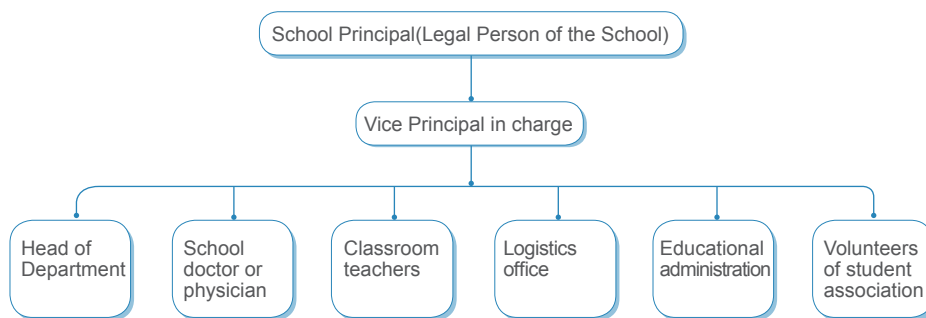 School Principal(Legal Person of the School)
Vice Principal in charge
Head of
Department
School
doctor or
physician
Classroom
teachers
Logistics
office
Educational
administration
Volunteers
of student
association